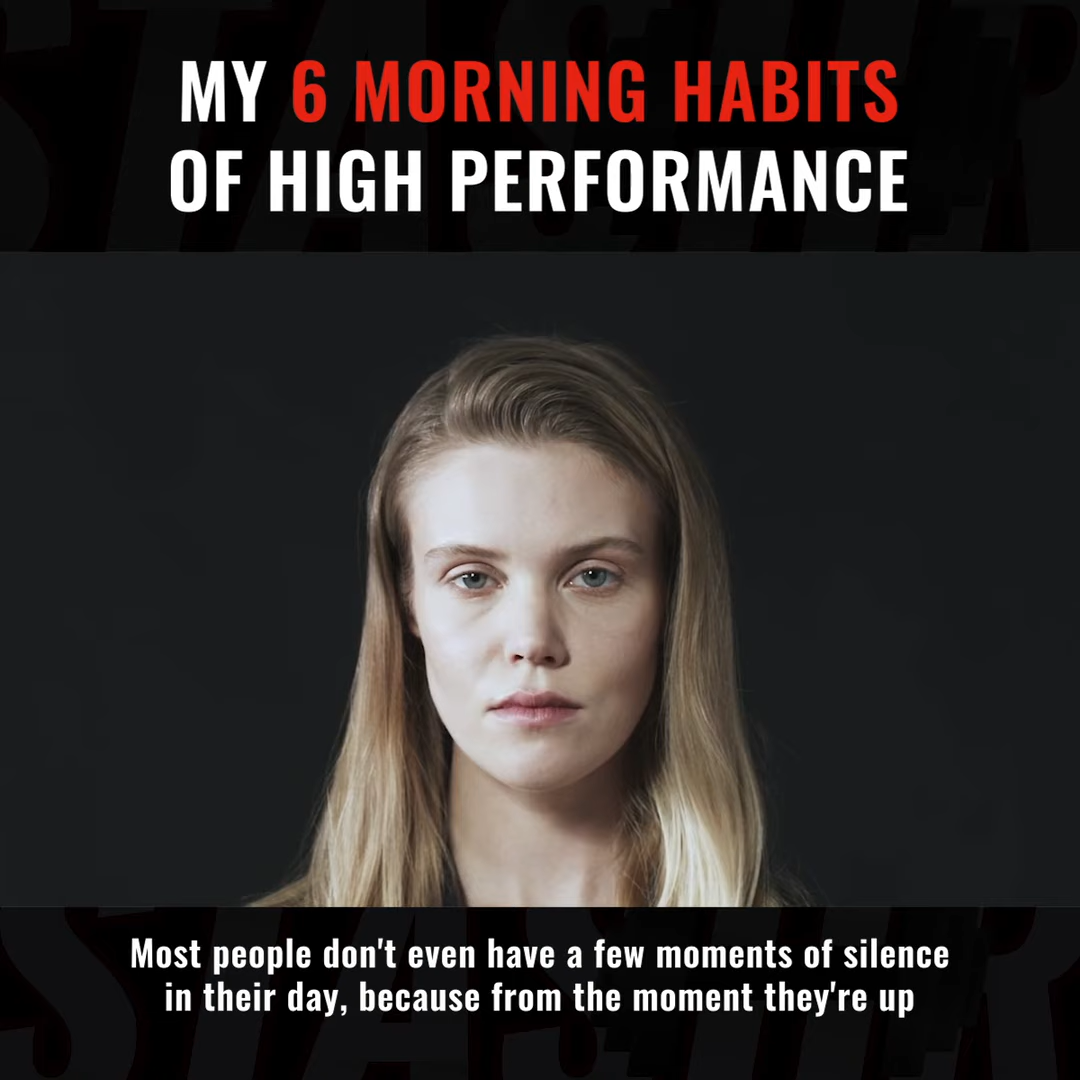 MY 6 MORNING HABITS
OF HIGH PERFORMANCE
Most people don't even have a few moments of silence
in their day, because from the moment they're up